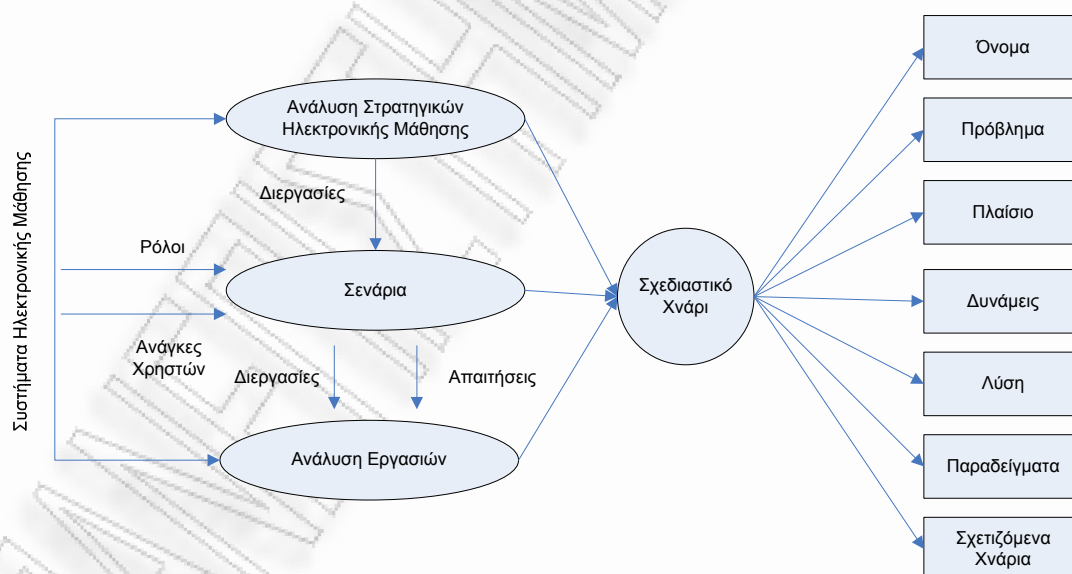 Συστήματα Ηλεκτρονικής Μάθησης
Ανάλυση Στρατηγικών
Ηλεκτρονικής Μάθησης
Διεργασίες
Ρόλοι
Σενάρια
Ανάγκες
Χρηστών
Διεργασίες
Απαιτήσεις
Ανάλυση Εργασιών
Σχεδιαστικό
Χνάρι
Όνομα
Πρόβλημα
Πλαίσιο
Δυνάμεις
Λύση
Παραδείγματα
Σχετιζόμενα
Χνάρια